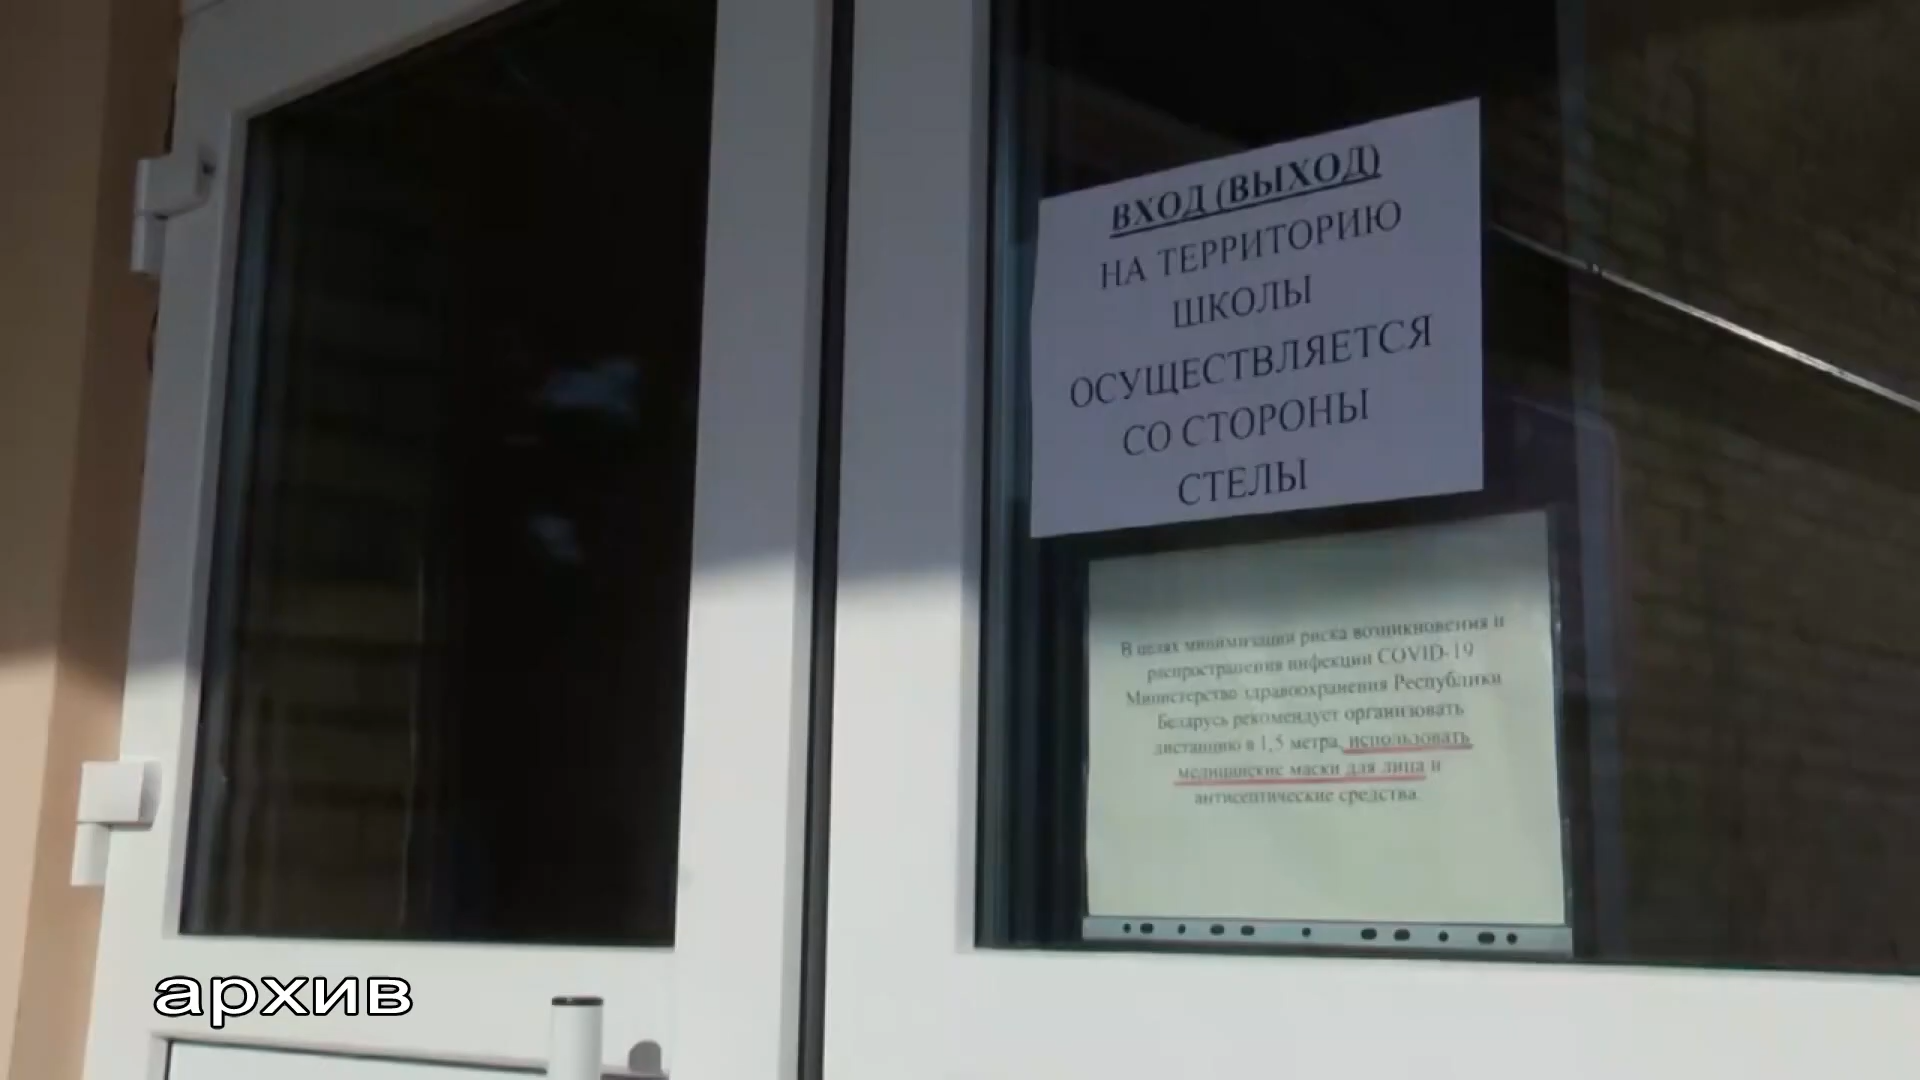 ВХОД (ВЫХОД)
НА ТЕРРИТОРИЮ
ШКОЛЫ
ОСУЩЕСТВЛЯЕТСЯ
СО СТОРОНЫ
СТЕЛЫ
В целях минимизации риска возникновения и
распространения инфекции COVID-19
Министерство здравоохранения Республики
Беларусь рекомендует организовать
дистанцию в 1,5 метра, использовать
медицинские маски для лица и
антисептические средства.
архив